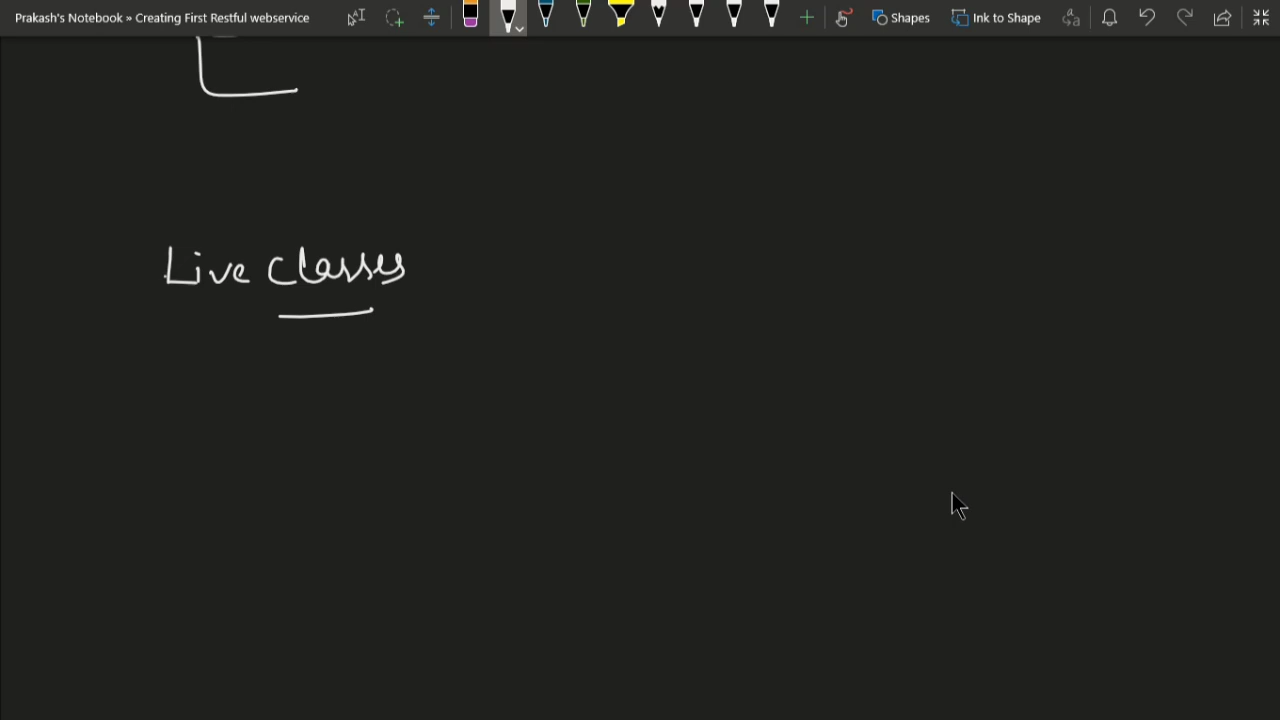 Prakash's Notebook » Creating First Restful webservice
Shapes
Ink to Shape
Live classes